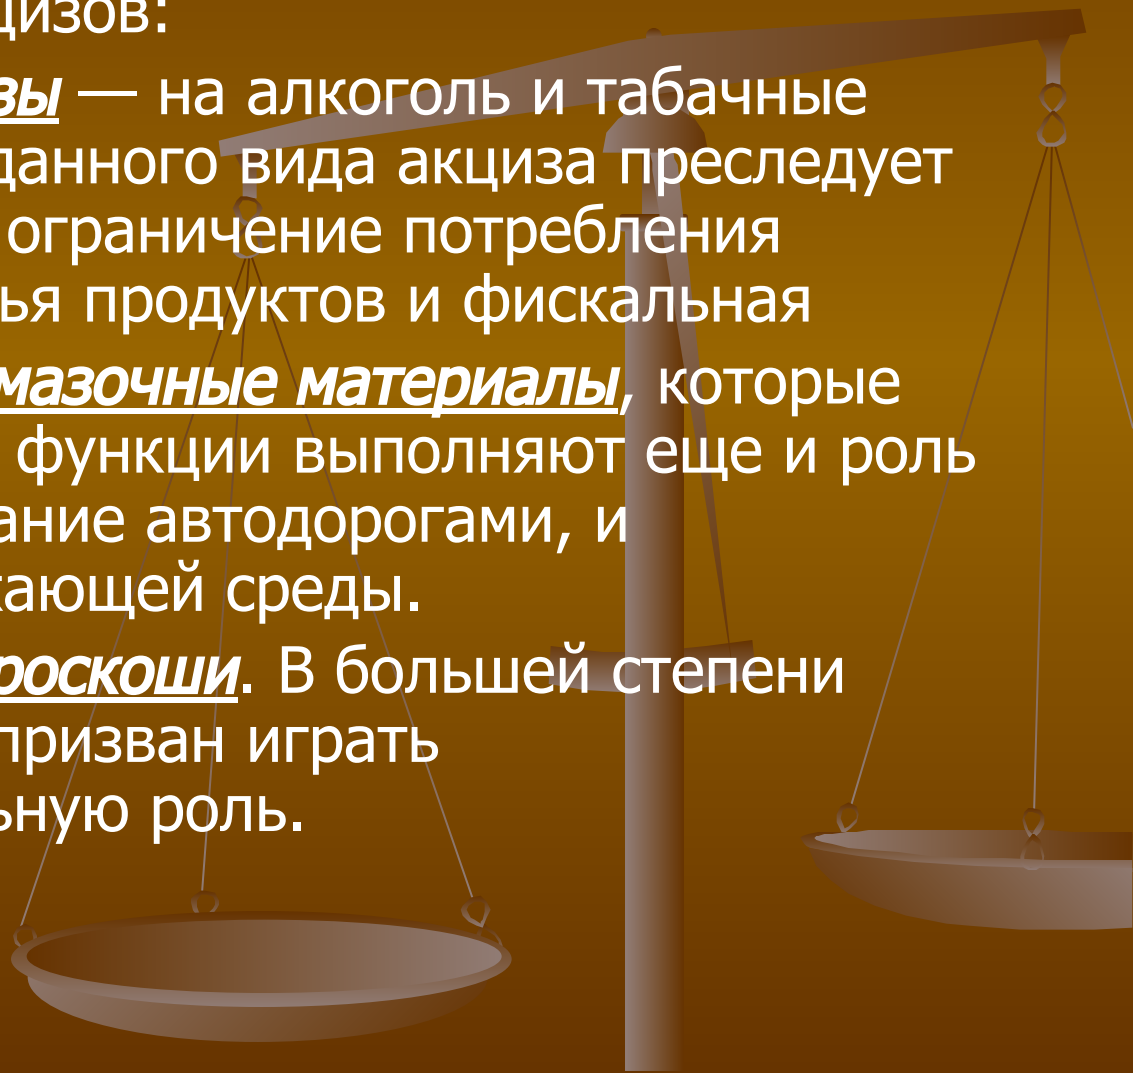 цизов:
зы — на алкоголь и табачные
данного вида акциза преследует
ограничение потребления
ья продуктов и фискальная
мазочные материалы, которые
функции выполняют еще и роль
ание автодорогами, и
ающей среды.
роскоши. В большей степени
призван играть
ьную роль.